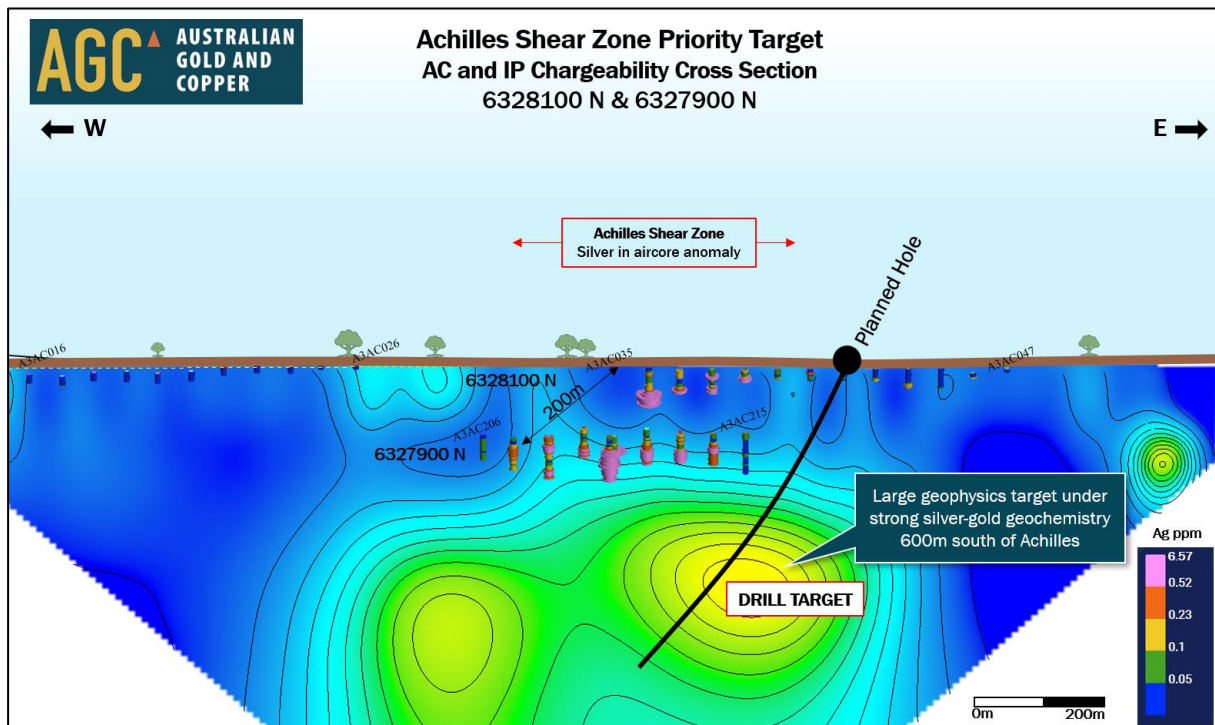 AGC
AUSTRALIAN
GOLD AND
COPPER
Achilles Shear Zone Priority Target
AC and IP Chargeability Cross Section
6328100 N & 6327900 N
W
E
Achilles Shear Zone
Silver in aircore anomaly
Planned Hole
A3AC016
A3AC026
A3AC035
A3AC047
6328100 N
200m
A3AC206
A3AC215
6327900 N
Large geophysics target under
strong silver-gold geochemistry
600m south of Achilles
DRILL TARGET
Ag ppm
6.57
0.52
0.23
0.1
0.05
0m
200m